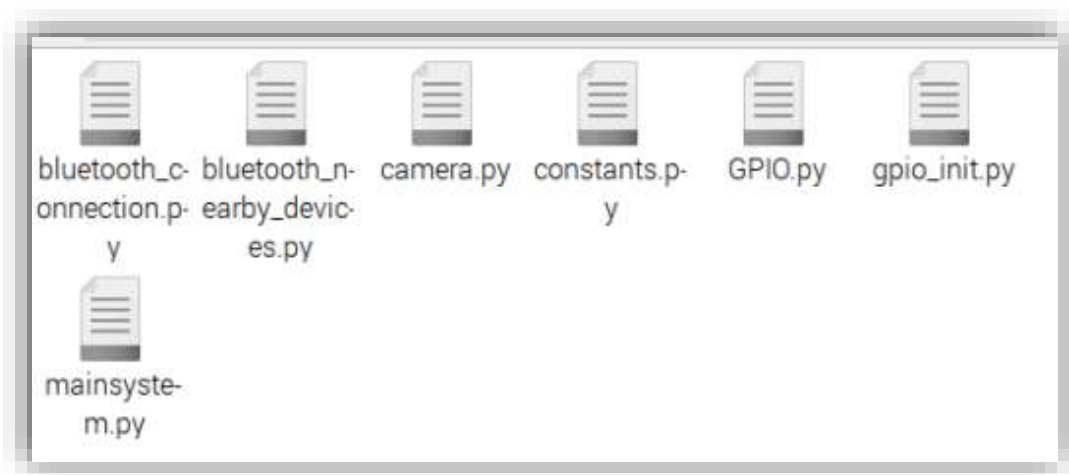 bluetooth_c-
onnection.p-
y
bluetooth_n-
earby_devic-
es.py
camera.py
constants.p-
y
GPIO.py
gpio_init.py
mainsyste-
m.py